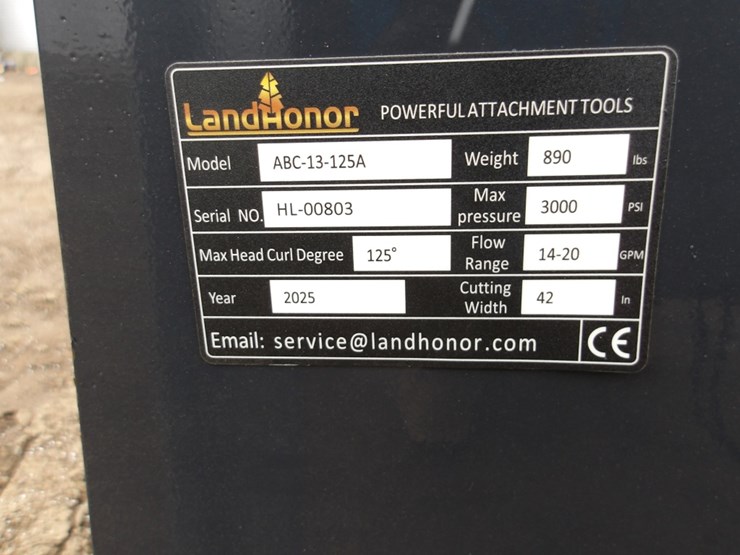 LandHonor POWERFUL ATTACHMENT TOOLS
Model ABC-13-125A Weight 890 lbs
Serial NO. HL-00803 Max pressure 3000 PSI
Max Head Curl Degree 125° Flow Range 14-20 GPM
Year 2025 Cutting Width 42 In
Email: service@landhonor.com CE